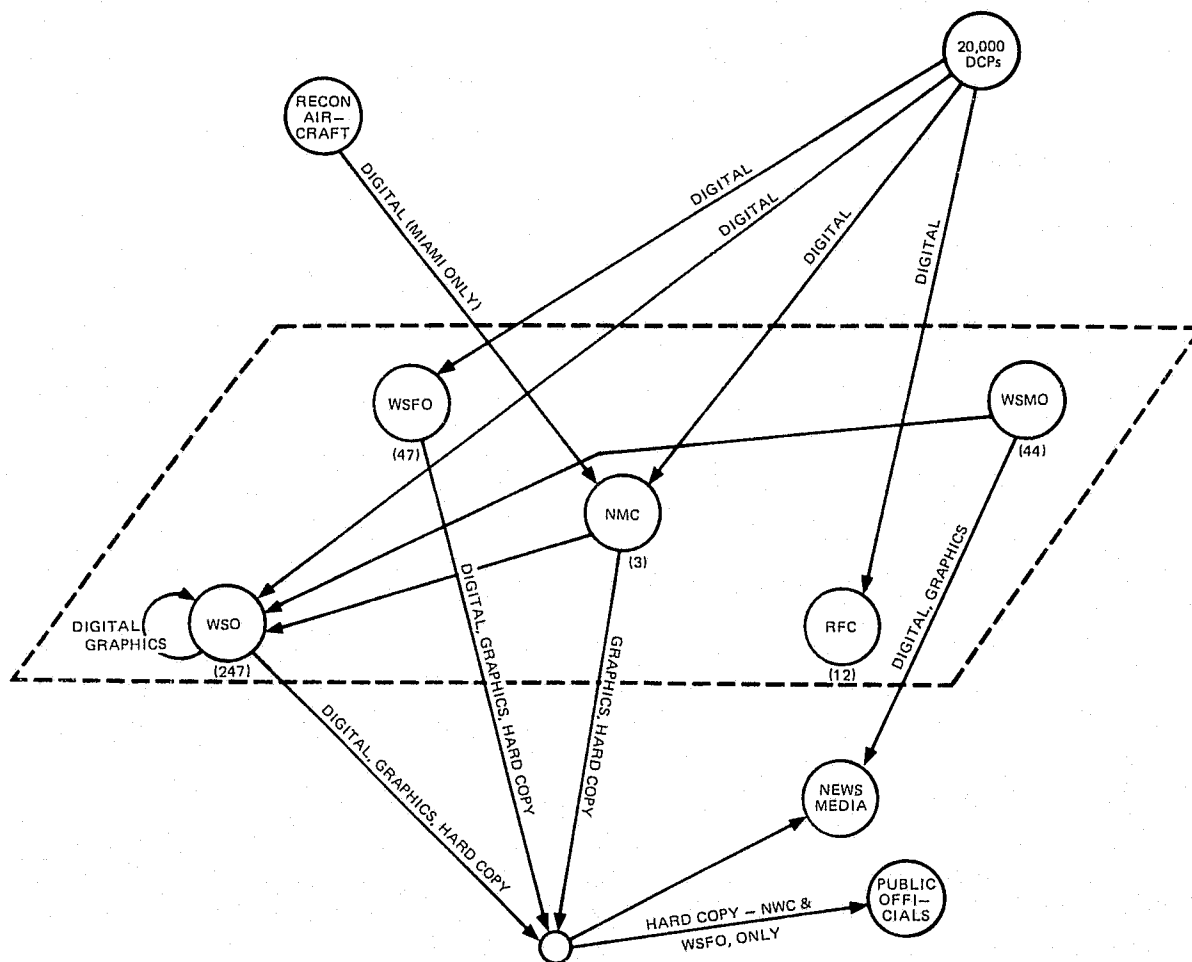 20,000
DCPs
RECON
AIR–
CRAFT
DIGITAL (MIAMI ONLY)
DIGITAL
DIGITAL
DIGITAL
DIGITAL
WSFO
(47)
WSMO
(44)
NMC
(3)
DIGITAL,
GRAPHICS
WSO
(247)
RFC
(12)
DIGITAL, GRAPHICS
DIGITAL, GRAPHICS, HARD COPY
DIGITAL, GRAPHICS, HARD COPY
GRAPHICS, HARD COPY
NEWS
MEDIA
PUBLIC
OFFI–
CIALS
HARD COPY – NWC &
WSFO, ONLY